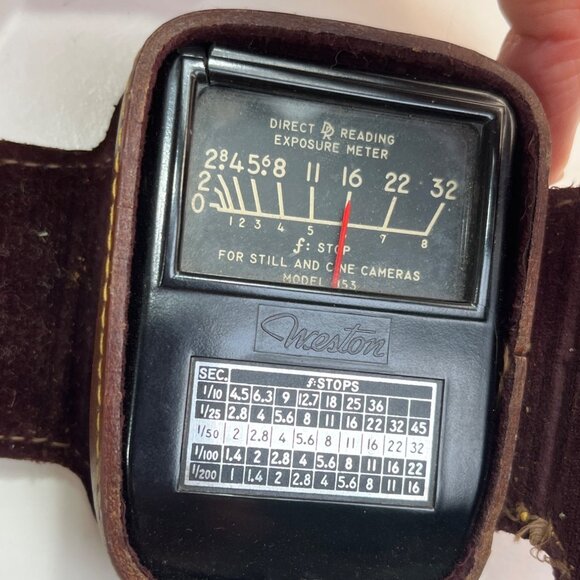 DIRECT DR READING
EXPOSURE METER
2.8 4 5.6 8 11 16 22 32
2
0
1 2 3 4 5 7 8
f: STOP
FOR STILL AND CINE CAMERAS
MODEL 853
Weston
SEC. f:STOPS
1/10 4.5 6.3 9 12.7 18 25 36
1/25 2.8 4 5.6 8 11 16 22 32 45
1/50 2 2.8 4 5.6 8 11 16 22 32
1/100 1.4 2 2.8 4 5.6 8 11 16 22
1/200 1 1.4 2 2.8 4 5.6 8 11 16